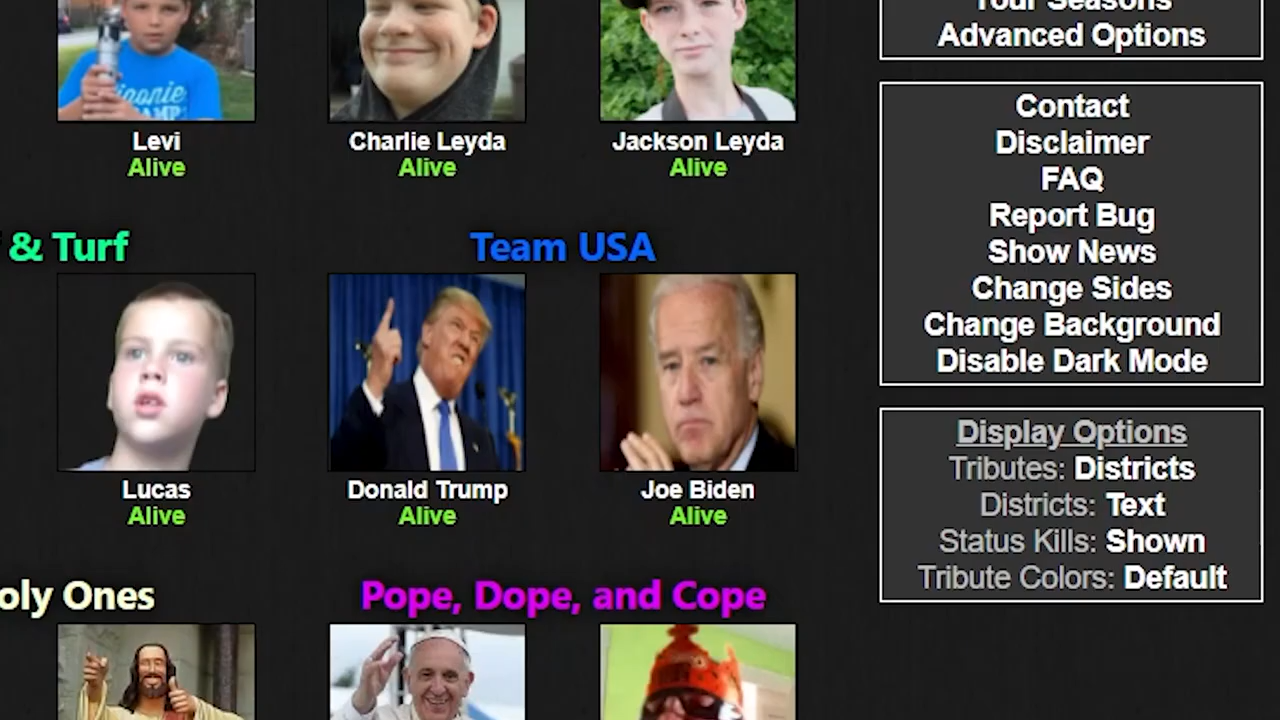 Levi
Alive
Charlie Leyda
Alive
Jackson Leyda
Alive
& Turf
Team USA
Lucas
Alive
Donald Trump
Alive
Joe Biden
Alive
oly Ones
Pope, Dope, and Cope
Your Seasons
Advanced Options
Contact
Disclaimer
FAQ
Report Bug
Show News
Change Sides
Change Background
Disable Dark Mode
Display Options
Tributes: Districts
Districts: Text
Status Kills: Shown
Tribute Colors: Default